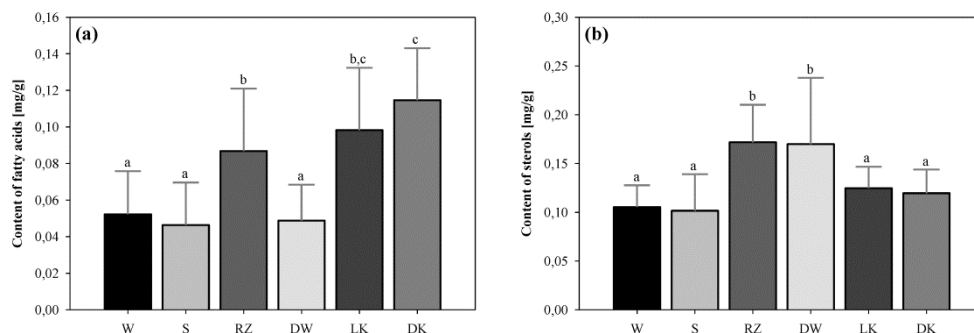 (a)
Content of fatty acids [mg/g]
0,16
0,14
0,12
0,10
0,08
0,06
0,04
0,02
0,00
a
a
b
a
b,c
c
W S RZ DW LK DK
(b)
Content of sterols [mg/g]
0,30
0,25
0,20
0,15
0,10
0,05
0,00
a
a
b
b
a
a
W S RZ DW LK DK